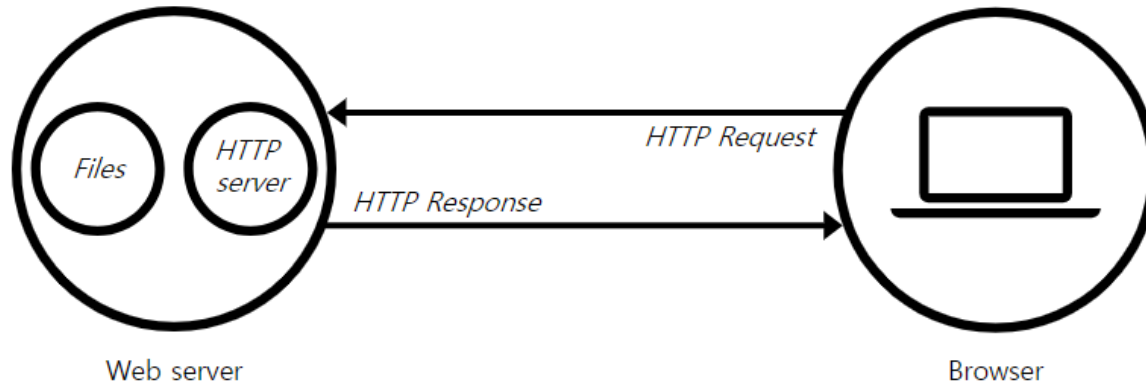 HTTP Request
Files
HTTP
server
HTTP Response
Web server
Browser